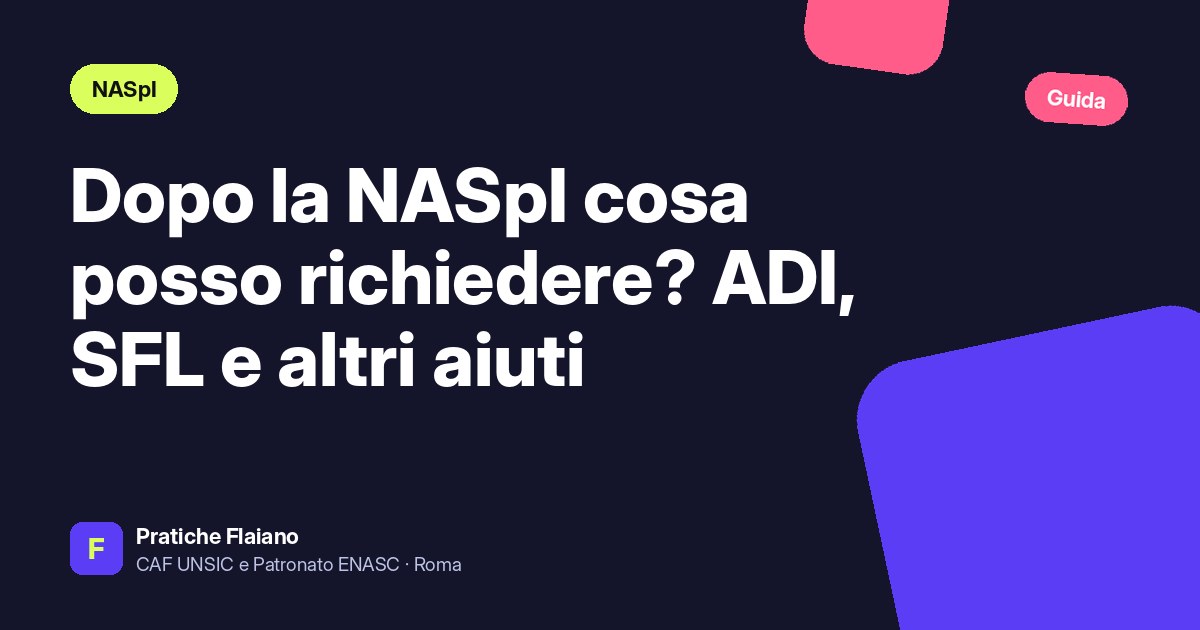 NASpI
Guida
Dopo la NASpI cosa
posso richiedere? ADI,
SFL e altri aiuti
F
Pratiche Flaiano
CAF UNSIC e Patronato ENASC · Roma